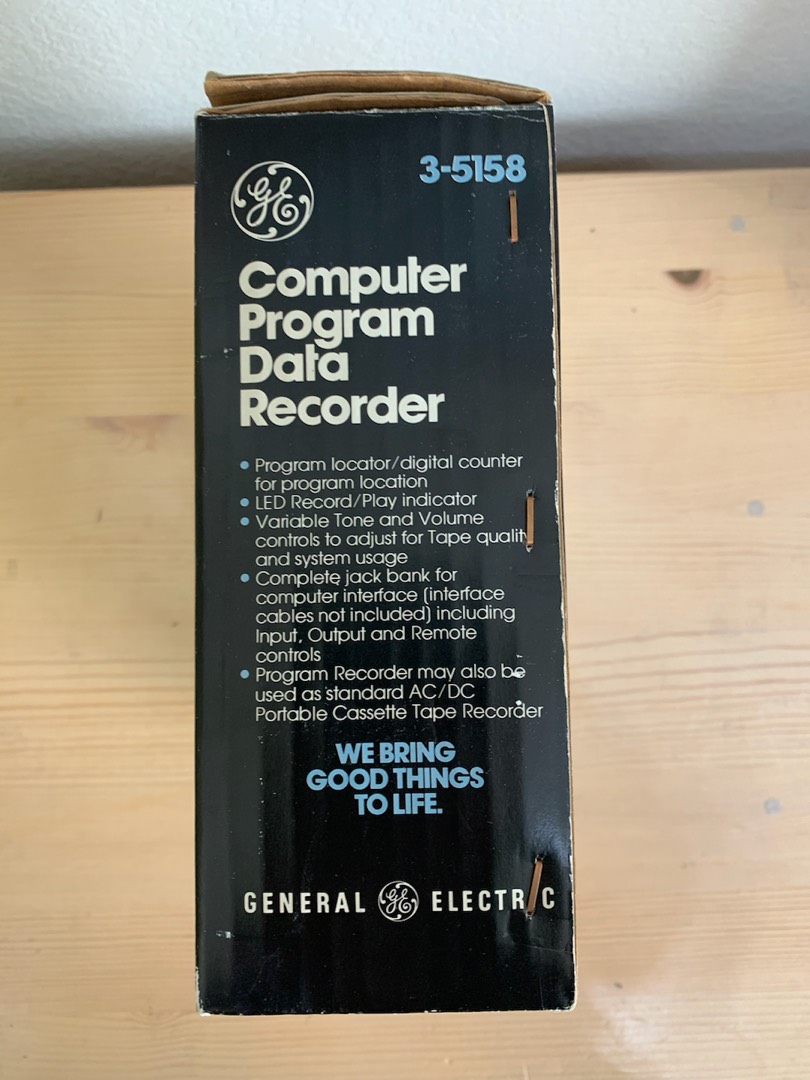 GE
3-5158
Computer
Program
Data
Recorder
• Program locator/digital counter
for program location
• LED Record/Play indicator
• Variable Tone and Volume
controls to adjust for Tape quality
and system usage
• Complete jack bank for
computer interface (interface
cables not included) including
Input, Output and Remote
controls
• Program Recorder may also be
used as standard AC/DC
Portable Cassette Tape Recorder
WE BRING
GOOD THINGS
TO LIFE.
GENERAL GE ELECTRIC